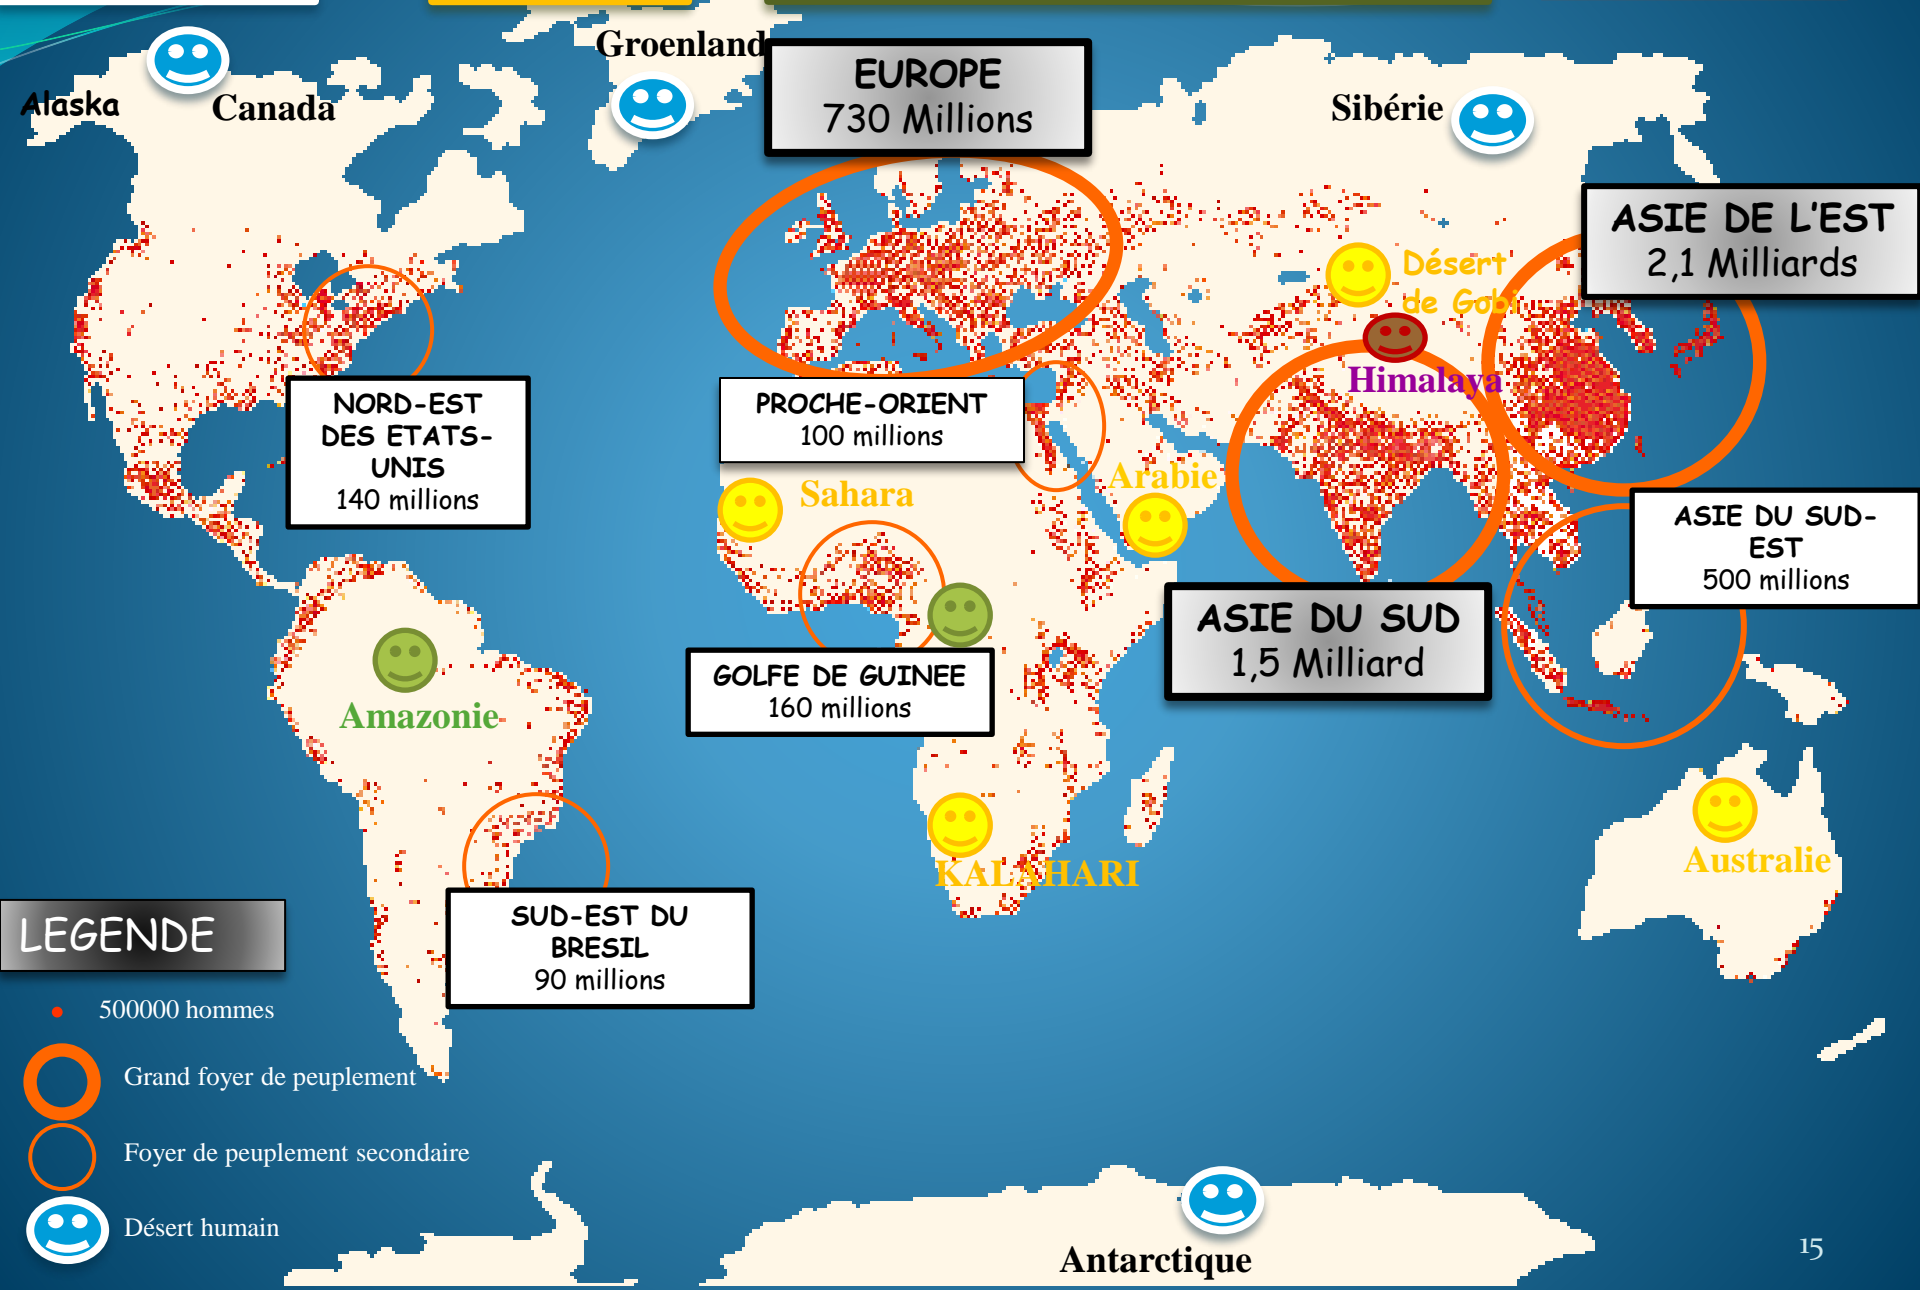 Groenland
Alaska
Canada
EUROPE
730 Millions
Sibérie
ASIE DE L'EST
2,1 Milliards
Désert
de Gobi
Himalaya
NORD-EST
DES ETATS-
UNIS
140 millions
PROCHE-ORIENT
100 millions
Sahara
Arabie
ASIE DU SUD-
EST
500 millions
ASIE DU SUD
1,5 Milliard
GOLFE DE GUINEE
160 millions
Amazonie
KALAHARI
Australie
SUD-EST DU
BRESIL
90 millions
LEGENDE
500000 hommes
Grand foyer de peuplement
Foyer de peuplement secondaire
Désert humain
Antarctique
15